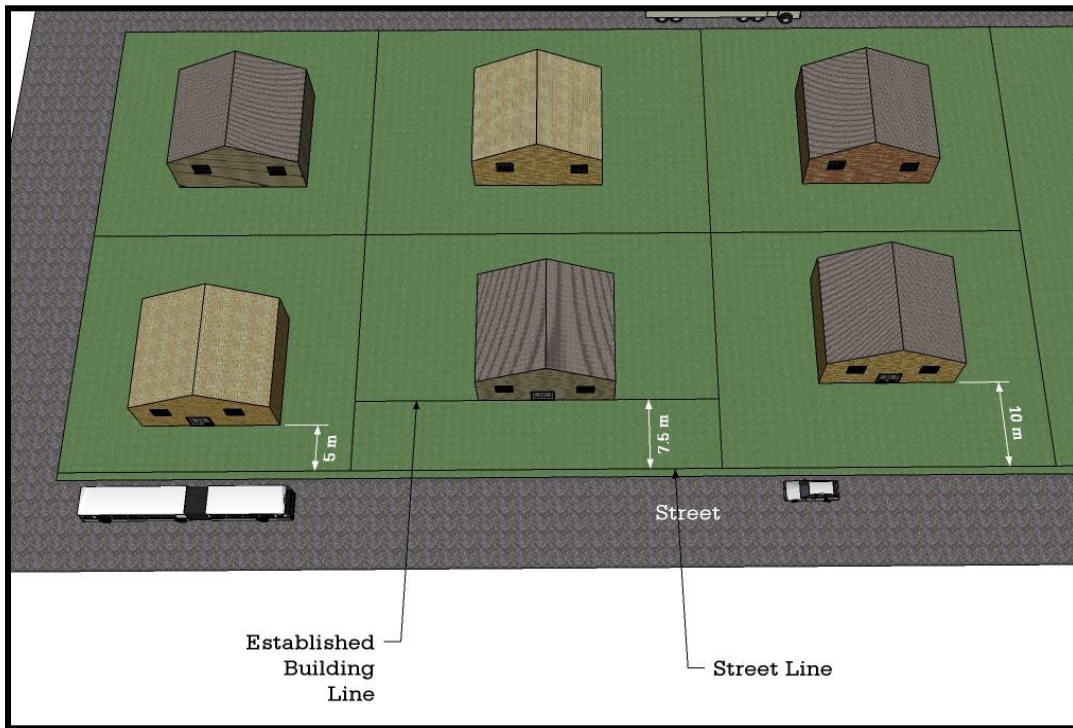 5 m
7.5 m
10 m
Street
Established
Building
Line
Street Line